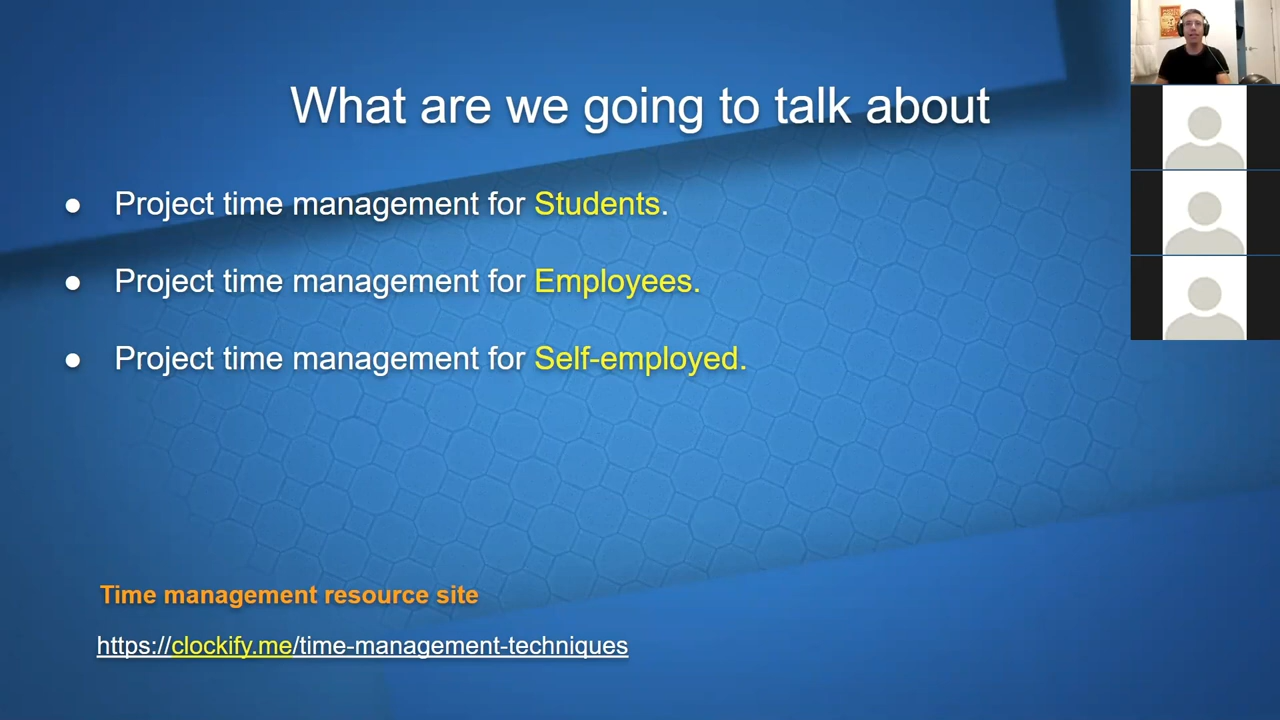 What are we going to talk about
● Project time management for Students.
● Project time management for Employees.
● Project time management for Self-employed.
Time management resource site
https://clockify.me/time-management-techniques